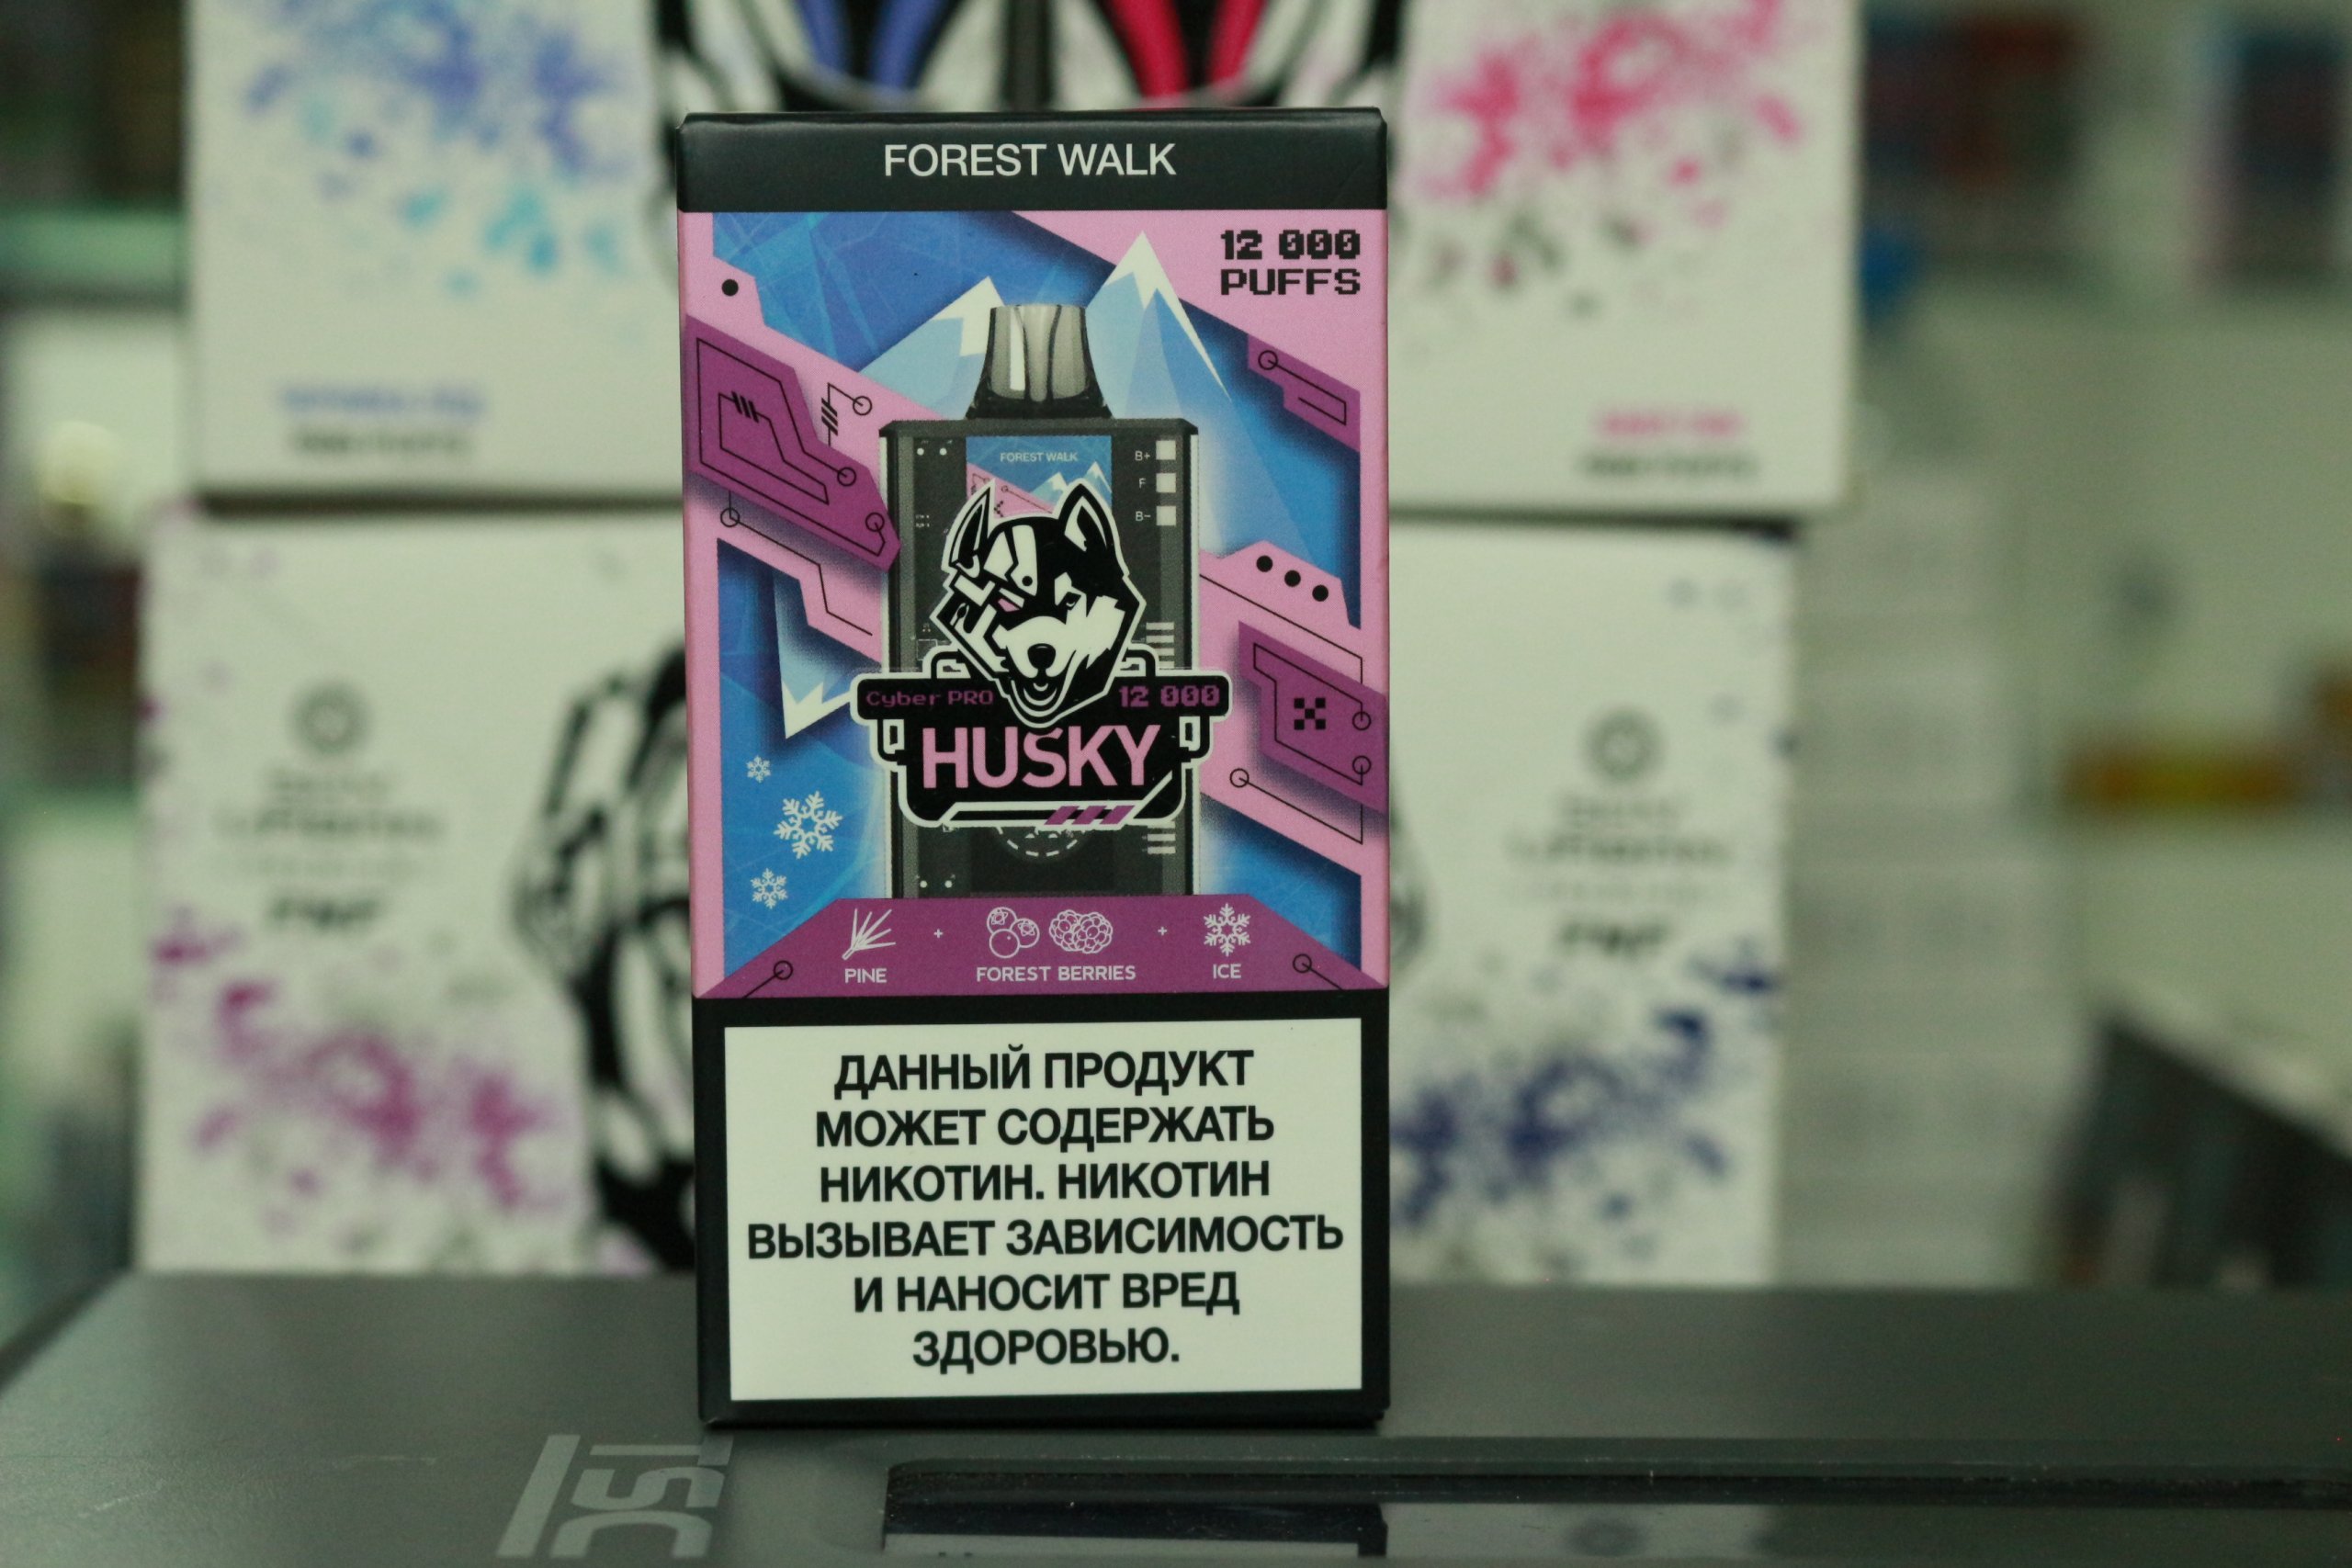 FOREST WALK
12 000
PUFFS
FOREST WALK
B+
F
B-
Cyber PRO 12 000
HUSKY
PINE + FOREST BERRIES + ICE
ДАННЫЙ ПРОДУКТ
МОЖЕТ СОДЕРЖАТЬ
НИКОТИН. НИКОТИН
ВЫЗЫВАЕТ ЗАВИСИМОСТЬ
И НАНОСИТ ВРЕД
ЗДОРОВЬЮ.